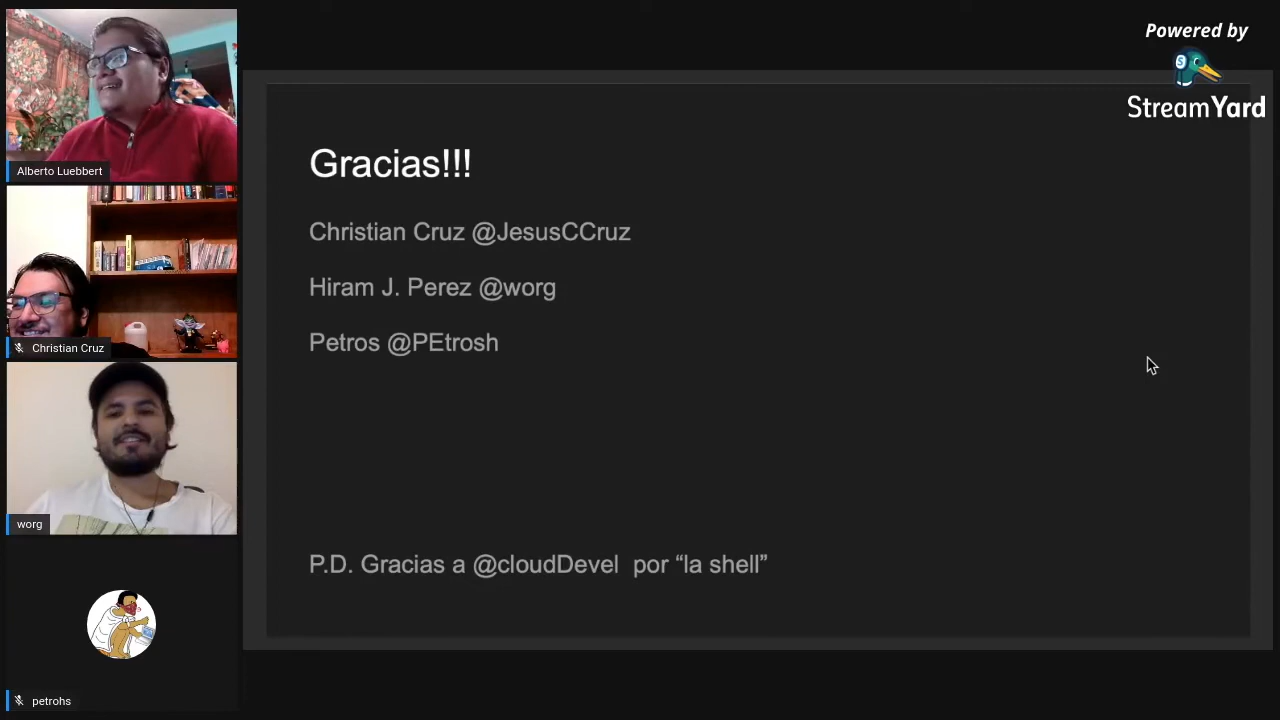 Powered by
StreamYard
Alberto Luebbert
Christian Cruz
worg
petrohs
Gracias!!!
Christian Cruz @JesusCCruz
Hiram J. Perez @worg
Petros @PEtrosh
P.D. Gracias a @cloudDevel por “la shell”